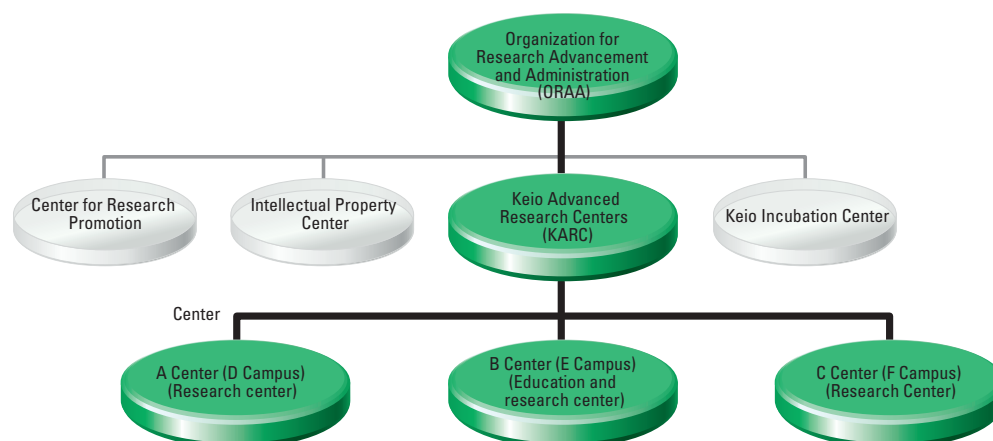 Organization for
Research Advancement
and Administration
(ORAA)
Center for Research
Promotion
Intellectual Property
Center
Keio Advanced
Research Centers
(KARC)
Keio Incubation Center
Center
A Center (D Campus)
(Research center)
B Center (E Campus)
(Education and
research center)
C Center (F Campus)
(Research Center)